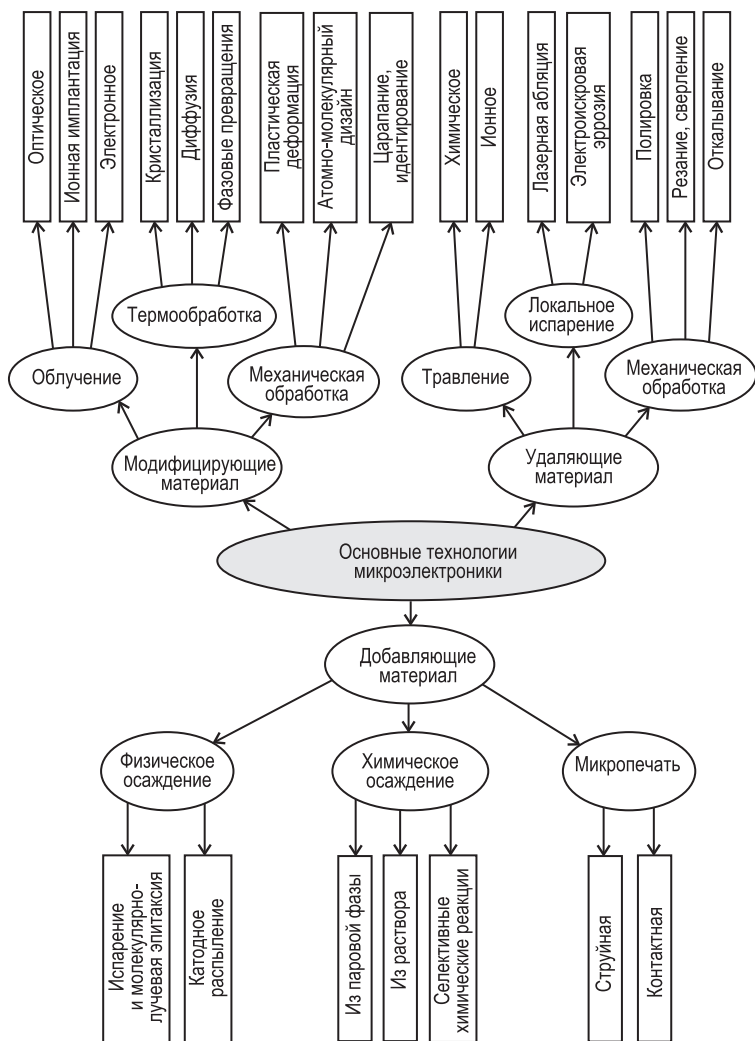 Оптическое
Ионная имплантация
Электронное
Кристаллизация
Диффузия
Фазовые превращения
Пластическая
деформация
Атомно-молекулярный
дизайн
Царапание,
идентирование
Химическое
Ионное
Лазерная абляция
Электроискровая
эррозия
Полировка
Резание, сверление
Откалывание
Термообработка
Локальное
испарение
Облучение
Механическая
обработка
Травление
Механическая
обработка
Модифицирующие
материал
Удаляющие
материал
Основные технологии
микроэлектроники
Добавляющие
материал
Физическое
осаждение
Химическое
осаждение
Микропечать
Испарение
и молекулярно-
лучевая эпитаксия
Катодное
распыление
Из паровой фазы
Из раствора
Селективные
химические реакции
Струйная
Контактная